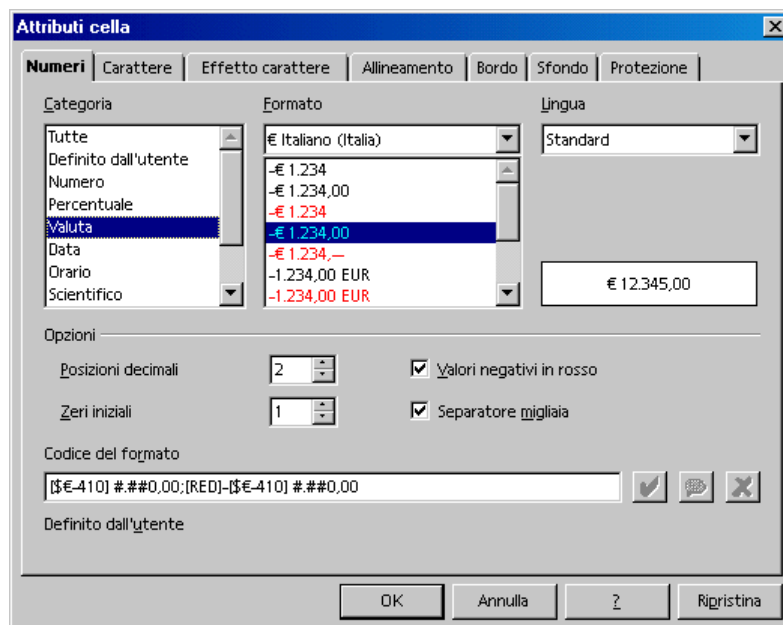 Attributi cella
Numeri Carattere Effetto carattere Allineamento Bordo Sfondo Protezione
Categoria Formato Lingua
Tutte
Definito dall'utente
Numero
Percentuale
Valuta
Data
Orario
Scientifico
€ Italiano (Italia)
-€ 1.234
-€ 1.234,00
-€ 1.234
-€ 1.234,00
-€ 1.234,--
-1.234,00 EUR
-1.234,00 EUR
Standard
€ 12.345,00
Opzioni
Posizioni decimali 2 Valori negativi in rosso
Zeri iniziali 1 Separatore migliaia
Codice del formato
[$€-410] #.##0,00;[RED]-[$€-410] #.##0,00
Definito dall'utente
OK Annulla ? Ripristina